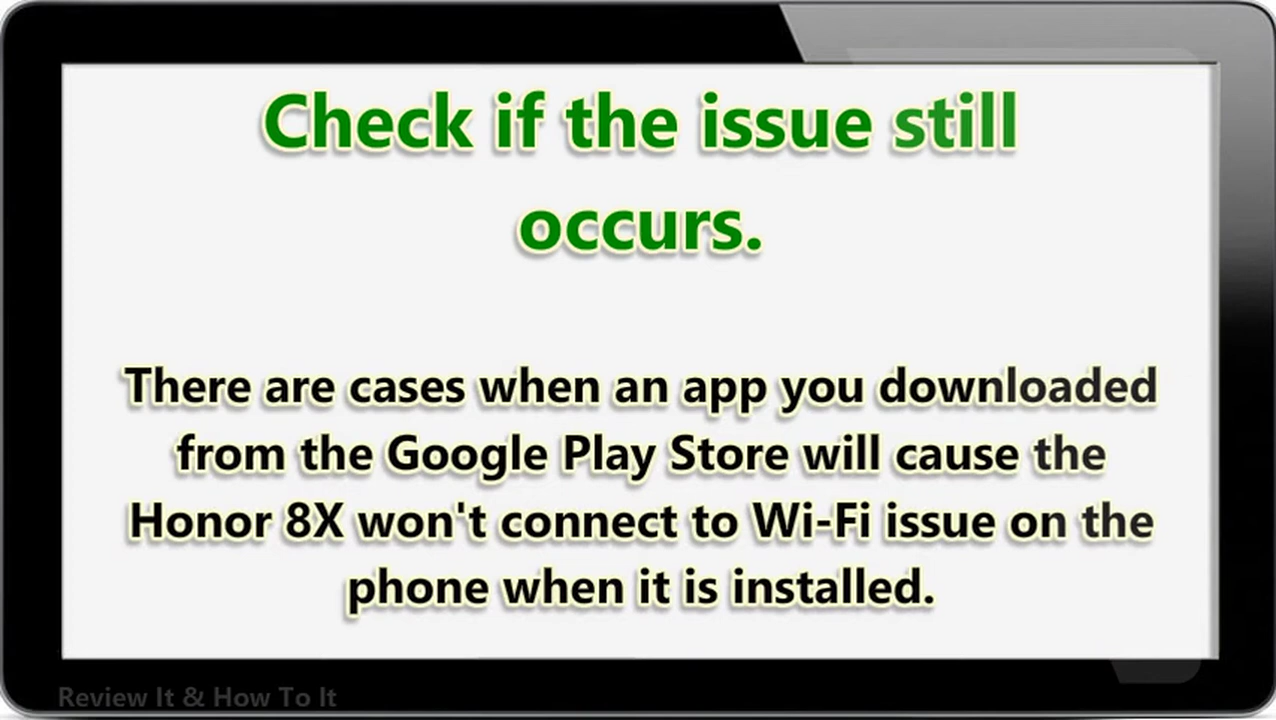 Check if the issue still
occurs.
There are cases when an app you downloaded
from the Google Play Store will cause the
Honor 8X won't connect to Wi-Fi issue on the
phone when it is installed.
Review It & How To It